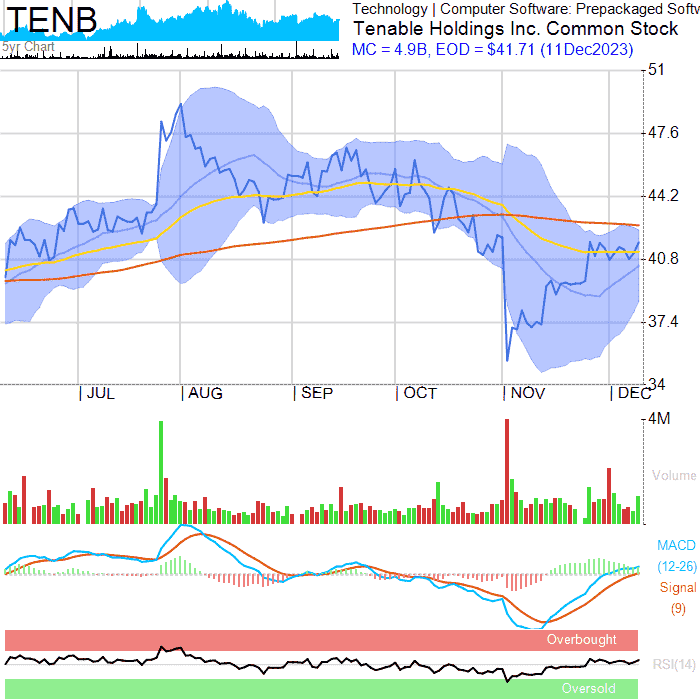 TENB
5yr Chart
Technology | Computer Software: Prepackaged Softw
Tenable Holdings Inc. Common Stock
MC = 4.9B, EOD = $41.71 (11Dec2023)
51
47.6
44.2
40.8
37.4
34
|JUL |AUG |SEP |OCT |NOV |DEC
4M
Volume
MACD
(12-26)
Signal
(9)
Overbought
RSI(14)
Oversold